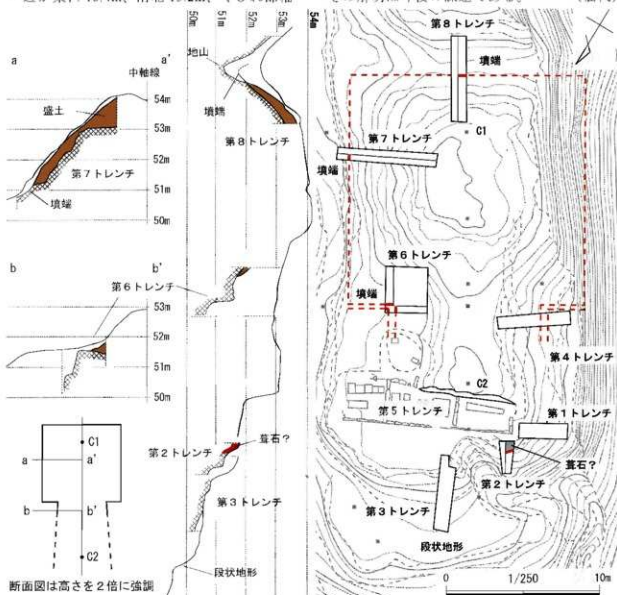 50m
51m
52m
53m
54m
地山
墳端
第8トレンチ
a
a'
中軸線
54m
53m
52m
51m
50m
盛土
第7トレンチ
墳端
b
b'
第6トレンチ
53m
52m
51m
50m
第2トレンチ
葺石？
第3トレンチ
段状地形
C1
a
a'
b
b'
C2
断面図は高さを2倍に強調
第8トレンチ
墳端
第7トレンチ
C1
墳端
第6トレンチ
墳端
第4トレンチ
C2
第5トレンチ
第1トレンチ
葺石？
第2トレンチ
第3トレンチ
段状地形
0
1/250
10m